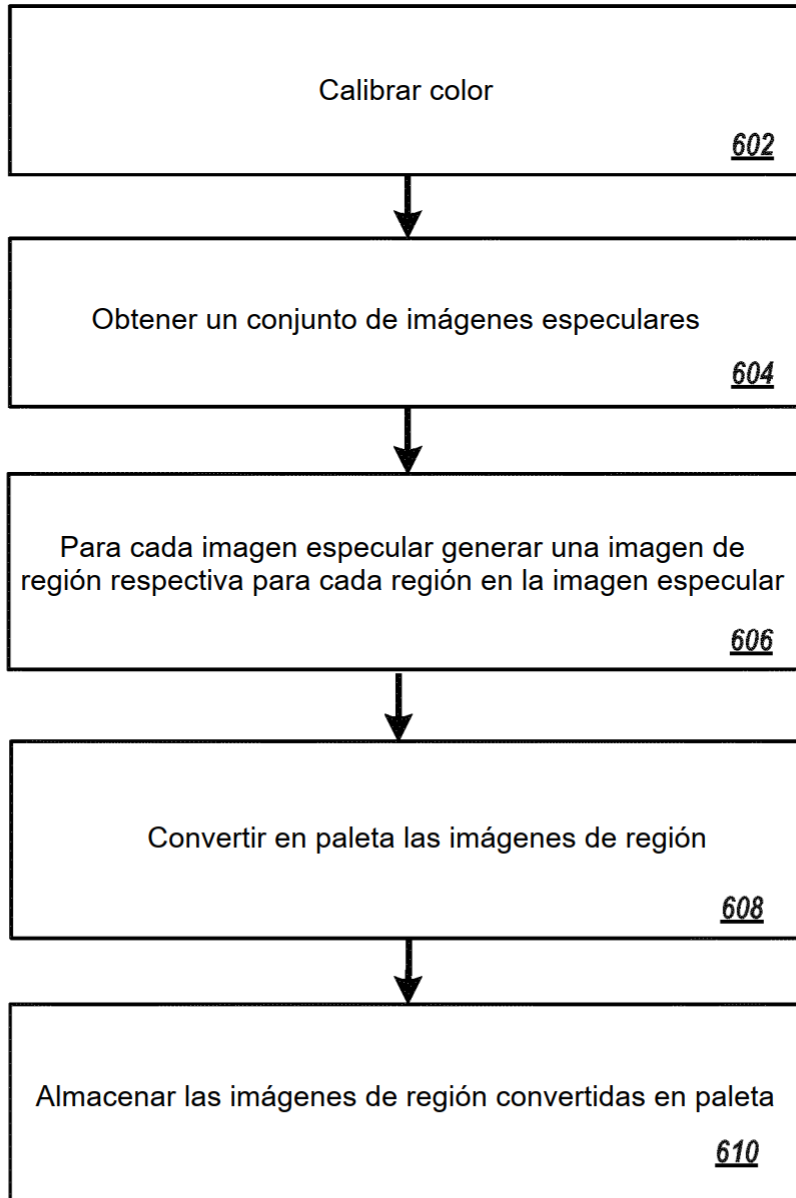 Calibrar color
602
Obtener un conjunto de imágenes especulares
604
Para cada imagen especular generar una imagen de
región respectiva para cada región en la imagen especular
606
Convertir en paleta las imágenes de región
608
Almacenar las imágenes de región convertidas en paleta
610